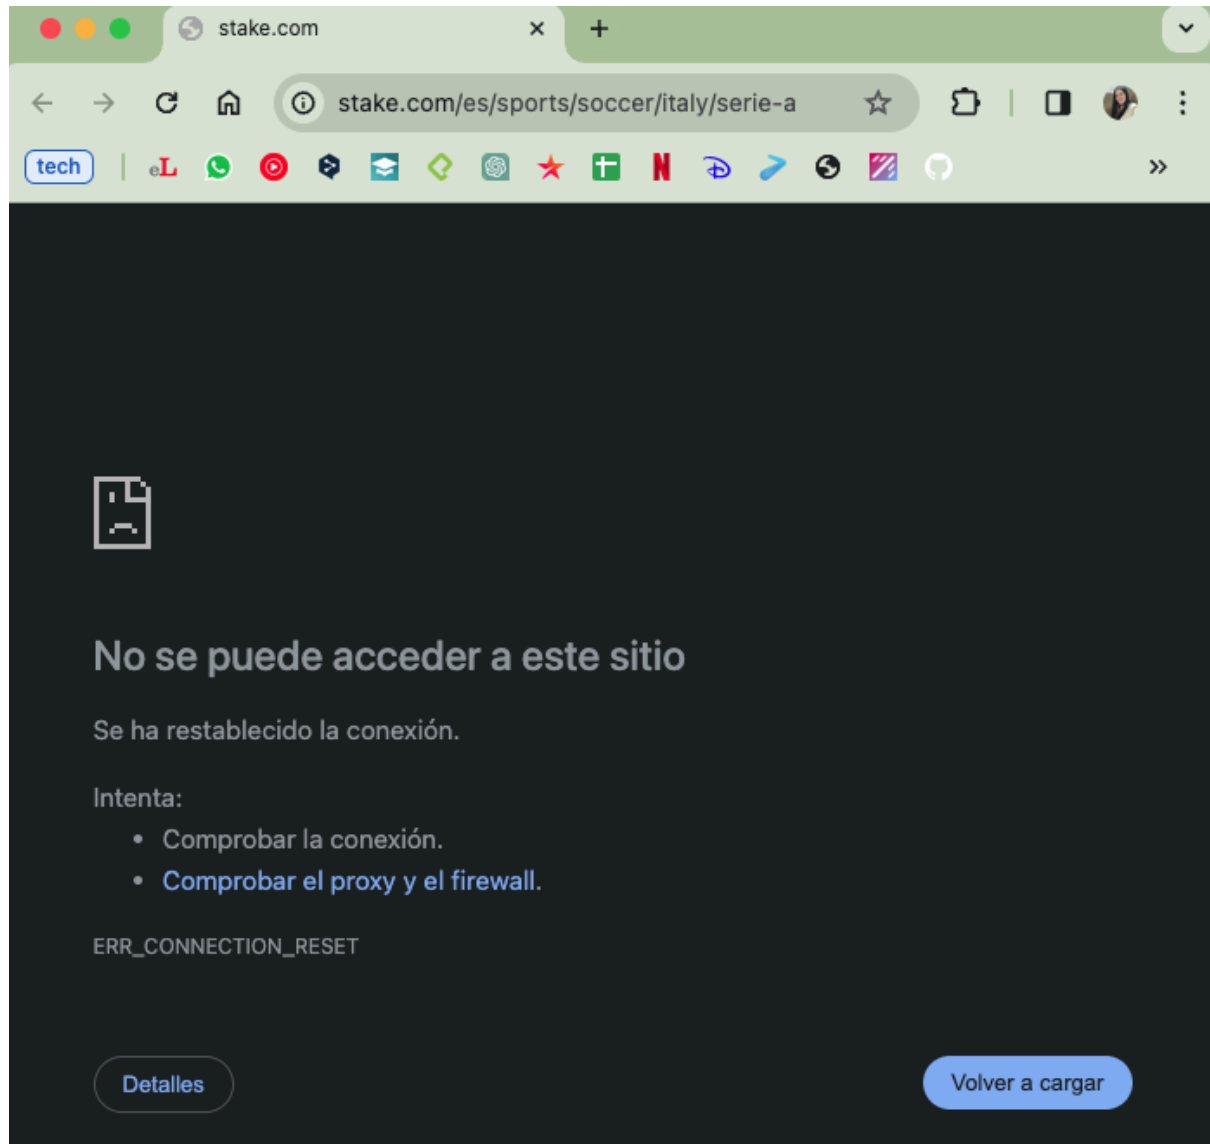 stake.com
stake.com/es/sports/soccer/italy/serie-a
tech
eL
N
No se puede acceder a este sitio
Se ha restablecido la conexión.
Intenta:
• Comprobar la conexión.
• Comprobar el proxy y el firewall.
ERR_CONNECTION_RESET
Detalles
Volver a cargar